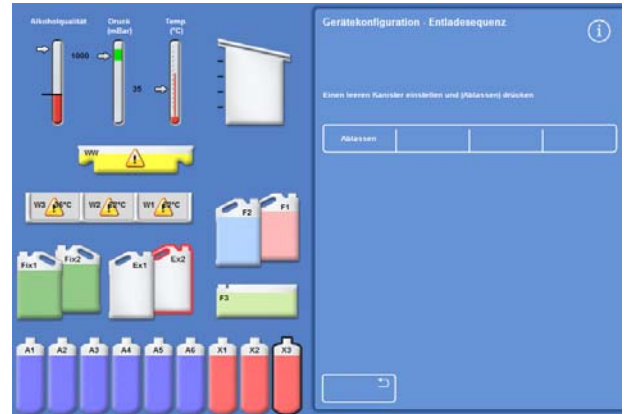 Alkoholqualität
Druck
(mBar)
Temp.
(°C)
1000
35
WW
W3
W2
W1
F2
F1
Fix1
Fix2
Ex1
Ex2
F3
A1
A2
A3
A4
A5
A6
X1
X2
X3
Gerätekonfiguration - Entladesequenz
i
Einen leeren Kanister einstellen und (Ablassen) drücken
Ablassen